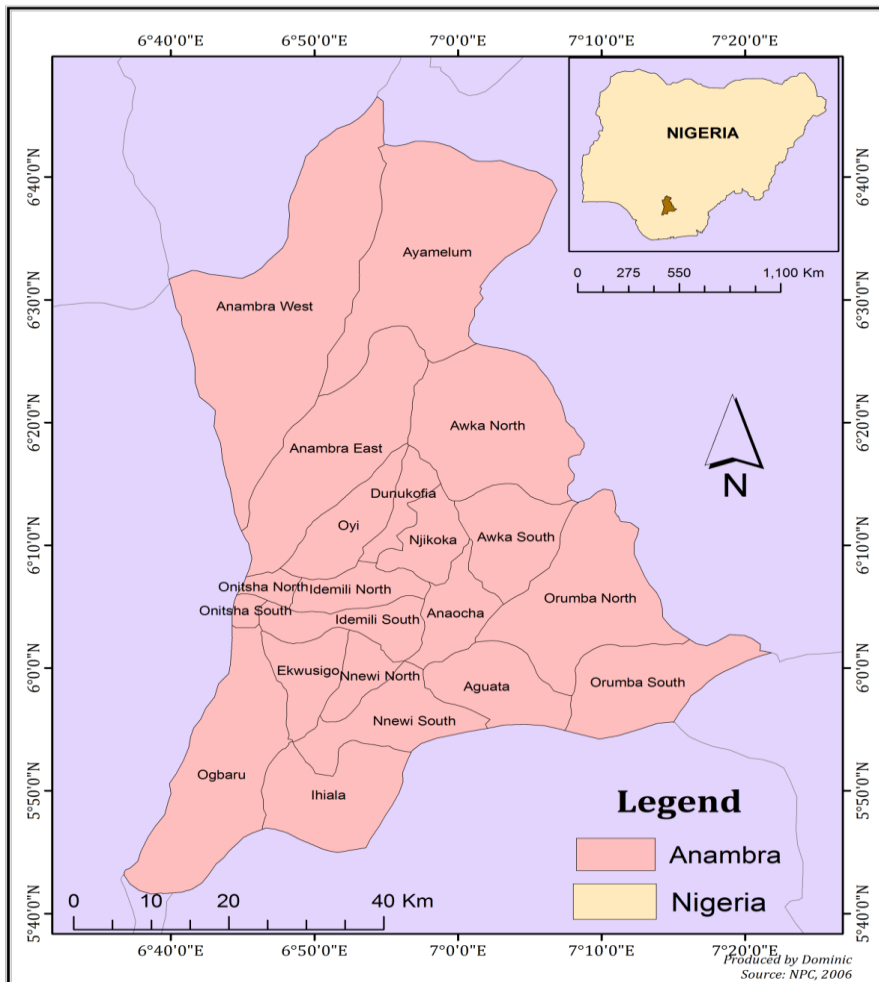 6°40'0"E 6°50'0"E 7°0'0"E 7°10'0"E 7°20'0"E
NIGERIA
6°40'0"N 6°40'0"N
Ayamelum
0 275 550 1,100 Km
6°30'0"N 6°30'0"N
Anambra West
6°20'0"N 6°20'0"N
Awka North
Anambra East
N
Dunukofia
Oyi
Njikoka
Awka South
6°10'0"N 6°10'0"N
Onitsha North
Idemili North
Orumba North
Onitsha South
Anaocha
Idemili South
6°0'0"N 6°0'0"N
Ekwusigo
Nnewi North
Orumba South
Aguata
Nnewi South
Ogbaru
5°50'0"N 5°50'0"N
Ihiala
Legend
Anambra
Nigeria
0 10 20 40 Km
5°40'0"N 5°40'0"N
6°40'0"E 6°50'0"E 7°0'0"E 7°10'0"E 7°20'0"E
Produced by Dominic
Source: NPC, 2006